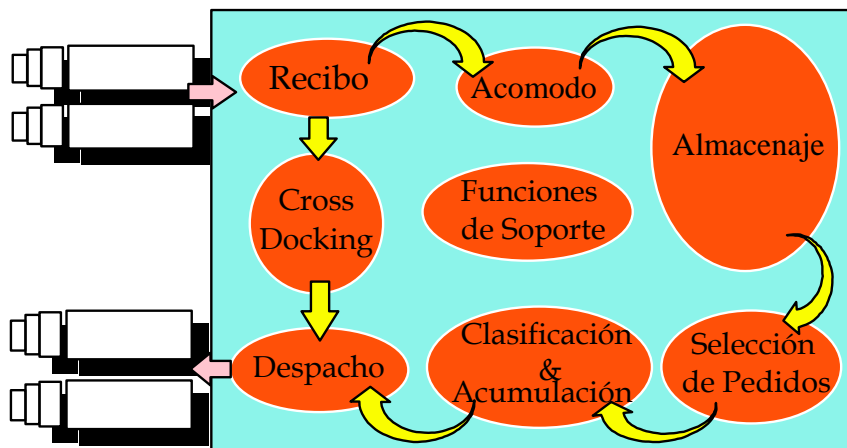 Recibo
Acomodo
Almacenaje
Cross
Docking
Funciones
de Soporte
Despacho
Clasificación
&
Acumulación
Selección
de Pedidos